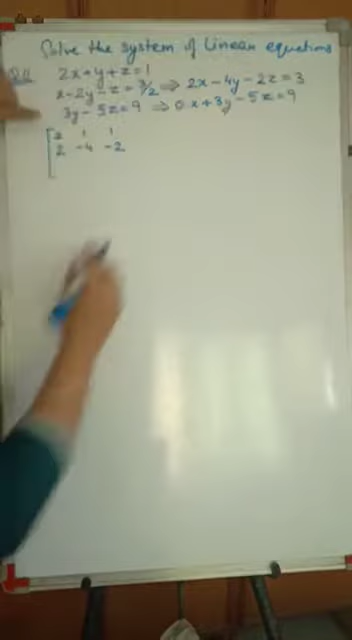 Solve the system of Linear equations
2x+y+z=1
x-2y-z=3/2 ⇒ 2x-4y-2z=3
3y-5z=9 ⇒ 0x+3y-5z=9
2 1 1
2 -4 -2